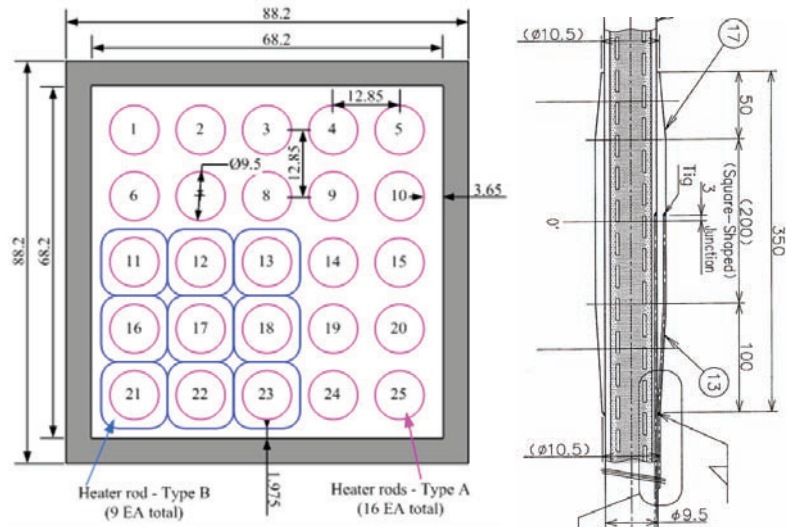 88.2
68.2
12.85
1 2 3 4 5
12.85
Ø9.5
6 8 9 10
3.65
88.2
68.2
11 12 13 14 15
16 17 18 19 20
21 22 23 24 25
1.975
Heater rod - Type B
(9 EA total)
Heater rods - Type A
(16 EA total)
(ø10.5)
17
50
Tig
3
Junction
(200)
(Square-Shaped)
350
0'
100
13
(ø10.5)
ø9.5